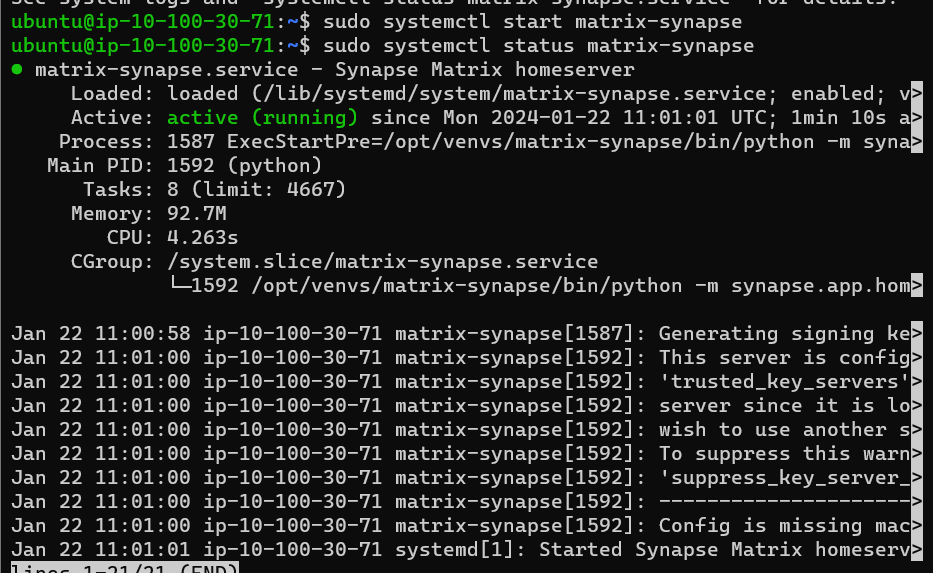 See system logs and 'systemctl status matrix-synapse.service' for details.
ubuntu@ip-10-100-30-71:~$ sudo systemctl start matrix-synapse
ubuntu@ip-10-100-30-71:~$ sudo systemctl status matrix-synapse
● matrix-synapse.service - Synapse Matrix homeserver
Loaded: loaded (/lib/systemd/system/matrix-synapse.service; enabled; v>
Active: active (running) since Mon 2024-01-22 11:01:01 UTC; 1min 10s a>
Process: 1587 ExecStartPre=/opt/venvs/matrix-synapse/bin/python -m syna>
Main PID: 1592 (python)
Tasks: 8 (limit: 4667)
Memory: 92.7M
CPU: 4.263s
CGroup: /system.slice/matrix-synapse.service
└─1592 /opt/venvs/matrix-synapse/bin/python -m synapse.app.hom>
Jan 22 11:00:58 ip-10-100-30-71 matrix-synapse[1587]: Generating signing ke>
Jan 22 11:01:00 ip-10-100-30-71 matrix-synapse[1592]: This server is config>
Jan 22 11:01:00 ip-10-100-30-71 matrix-synapse[1592]: 'trusted_key_servers'>
Jan 22 11:01:00 ip-10-100-30-71 matrix-synapse[1592]: server since it is lo>
Jan 22 11:01:00 ip-10-100-30-71 matrix-synapse[1592]: wish to use another s>
Jan 22 11:01:00 ip-10-100-30-71 matrix-synapse[1592]: To suppress this warn>
Jan 22 11:01:00 ip-10-100-30-71 matrix-synapse[1592]: 'suppress_key_server_>
Jan 22 11:01:00 ip-10-100-30-71 matrix-synapse[1592]: --------------------->
Jan 22 11:01:00 ip-10-100-30-71 matrix-synapse[1592]: Config is missing mac>
Jan 22 11:01:01 ip-10-100-30-71 systemd[1]: Started Synapse Matrix homeserv>
lines 1-21/21 (END)